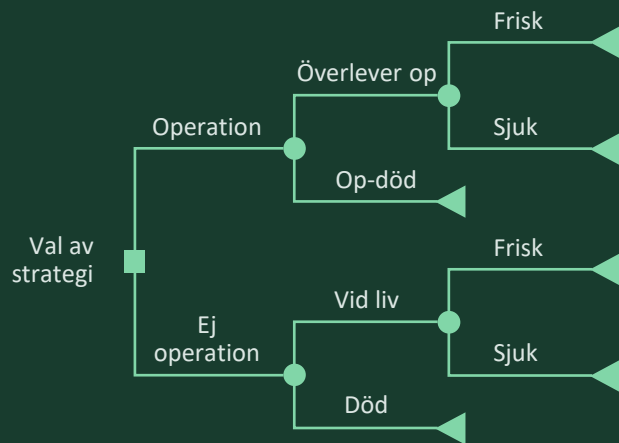 Frisk
Överlever op
Operation
Sjuk
Op-död
Val av
strategi
Frisk
Vid liv
Ej
operation
Sjuk
Död